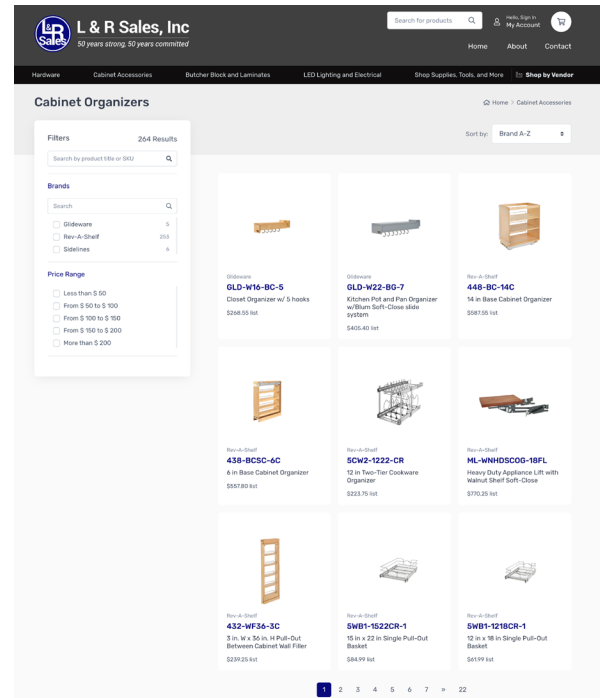 L & R Sales, Inc
50 years strong, 50 years committed
L&R
Sales
Search for products
Hello, Sign In
My Account
Home
About
Contact
Hardware
Cabinet Accessories
Butcher Block and Laminates
LED Lighting and Electrical
Shop Supplies, Tools, and More
Shop by Vendor
Cabinet Organizers
Home > Cabinet Accessories
Filters
264 Results
Search by product title or SKU
Brands
Search
Glideware 5
Rev-A-Shelf 253
Sidelines 6
Price Range
Less than $ 50
From $ 50 to $ 100
From $ 100 to $ 150
From $ 150 to $ 200
More than $ 200
Sort by: Brand A-Z
Glideware
GLD-W16-BC-5
Closet Organizer w/ 5 hooks
$268.55 list
Glideware
GLD-W22-BG-7
Kitchen Pot and Pan Organizer
w/Blum Soft-Close slide
system
$405.40 list
Rev-A-Shelf
448-BC-14C
14 in Base Cabinet Organizer
$587.55 list
Rev-A-Shelf
438-BCSC-6C
6 in Base Cabinet Organizer
$557.80 list
Rev-A-Shelf
5CW2-1222-CR
12 in Two-Tier Cookware
Organizer
$223.75 list
Rev-A-Shelf
ML-WNHDSCOG-18FL
Heavy Duty Appliance Lift with
Walnut Shelf Soft-Close
$770.25 list
Rev-A-Shelf
432-WF36-3C
3 in. W x 36 in. H Pull-Out
Between Cabinet Wall Filler
$239.25 list
Rev-A-Shelf
5WB1-1522CR-1
15 in x 22 in Single Pull-Out
Basket
$84.99 list
Rev-A-Shelf
5WB1-1218CR-1
12 in x 18 in Single Pull-Out
Basket
$61.99 list
1 2 3 4 5 6 7 » 22